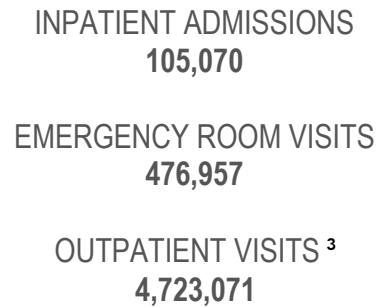 INPATIENT ADMISSIONS
105,070
EMERGENCY ROOM VISITS
476,957
OUTPATIENT VISITS ³
4,723,071